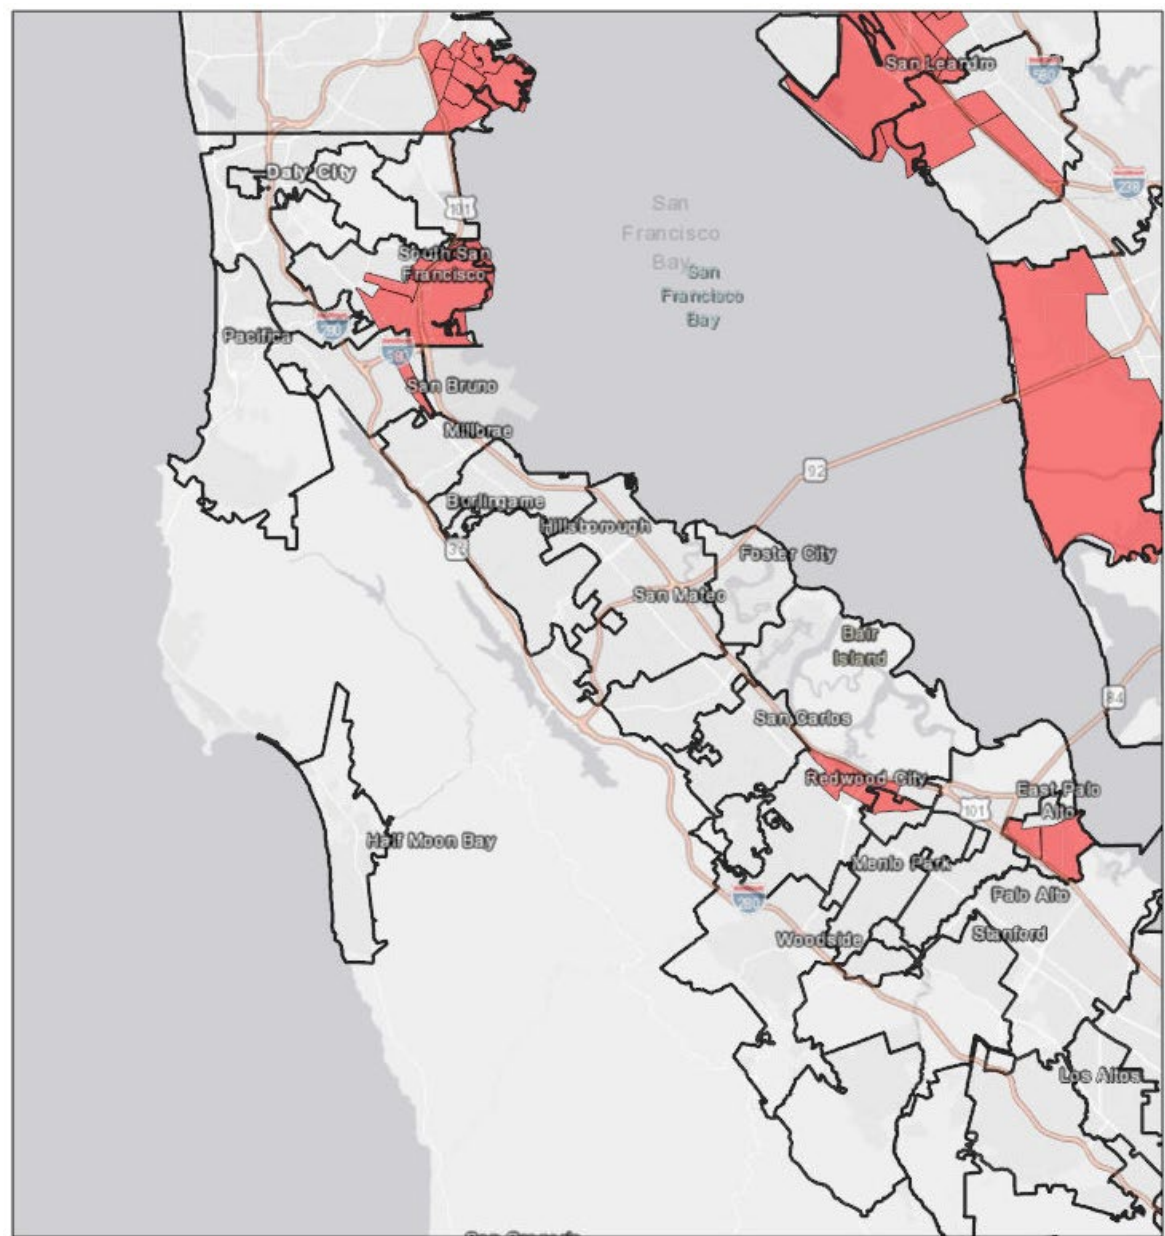 San Leandro
580
238
Daly City
101
San
Francisco
Bay
San
Francisco
Bay
South San
Francisco
Pacifica
San Bruno
Millbrae
92
Burlingame
Hillsborough
Foster City
San Mateo
Bair
Island
84
San Carlos
Redwood City
East Palo
Alto
101
Half Moon Bay
Menlo Park
Palo Alto
280
Stanford
Woodside
Los Altos